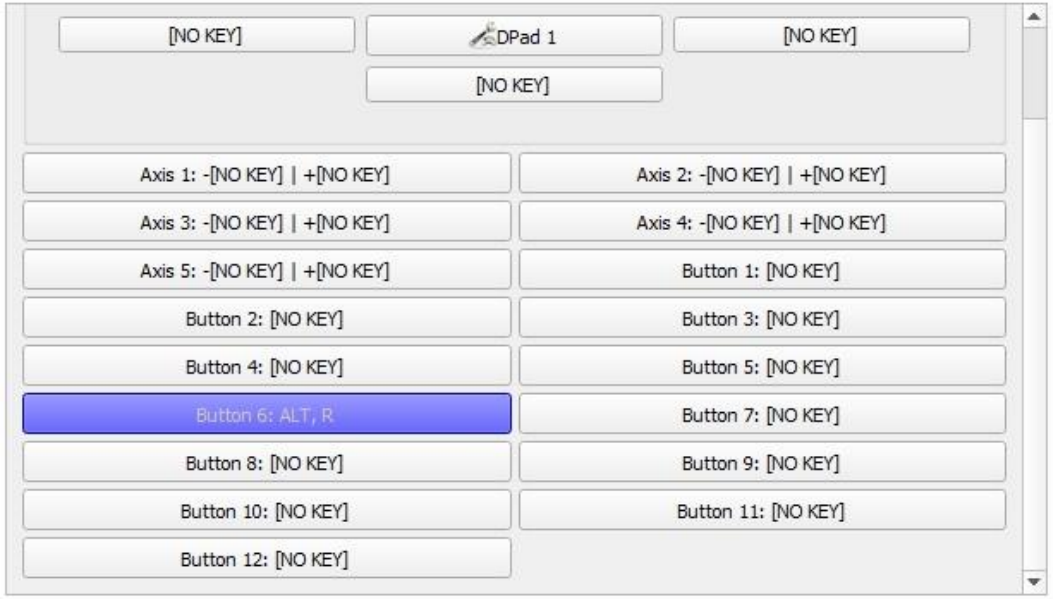 [NO KEY] DPad 1 [NO KEY]
[NO KEY]
Axis 1: -[NO KEY] | +[NO KEY] Axis 2: -[NO KEY] | +[NO KEY]
Axis 3: -[NO KEY] | +[NO KEY] Axis 4: -[NO KEY] | +[NO KEY]
Axis 5: -[NO KEY] | +[NO KEY] Button 1: [NO KEY]
Button 2: [NO KEY] Button 3: [NO KEY]
Button 4: [NO KEY] Button 5: [NO KEY]
Button 6: ALT, R Button 7: [NO KEY]
Button 8: [NO KEY] Button 9: [NO KEY]
Button 10: [NO KEY] Button 11: [NO KEY]
Button 12: [NO KEY]